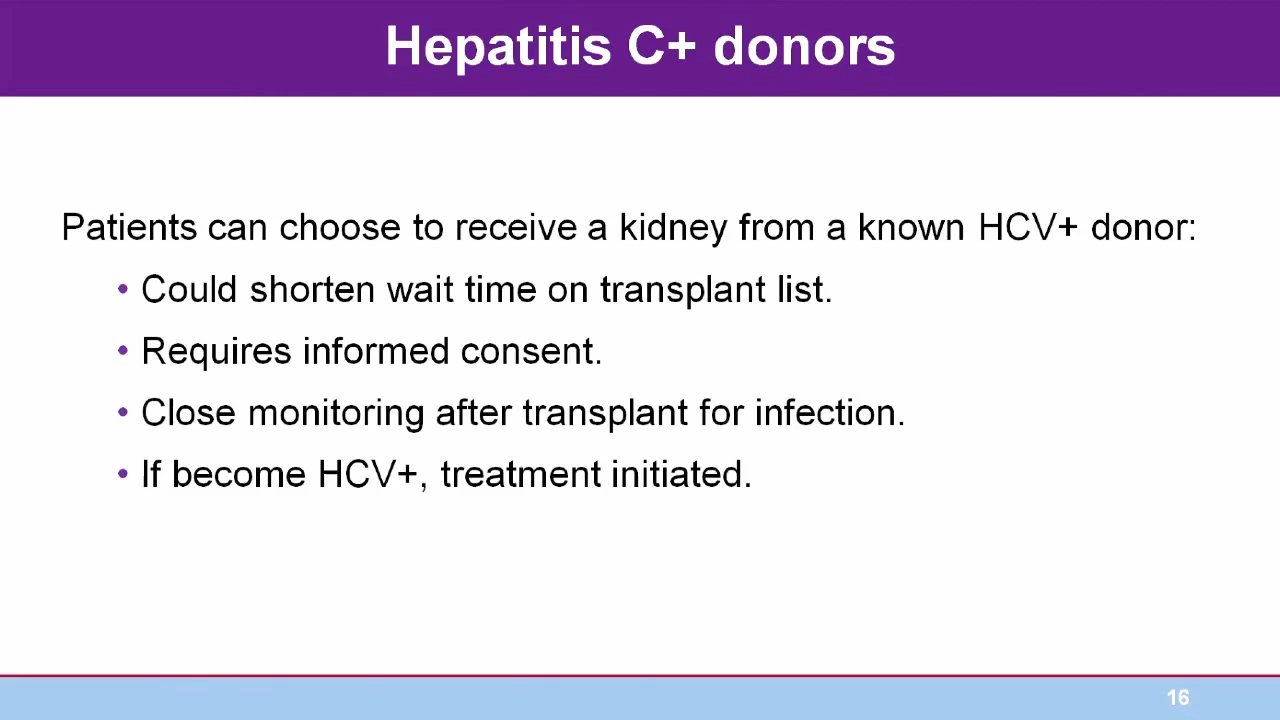 Hepatitis C+ donors
Patients can choose to receive a kidney from a known HCV+ donor:
• Could shorten wait time on transplant list.
• Requires informed consent.
• Close monitoring after transplant for infection.
• If become HCV+, treatment initiated.
16